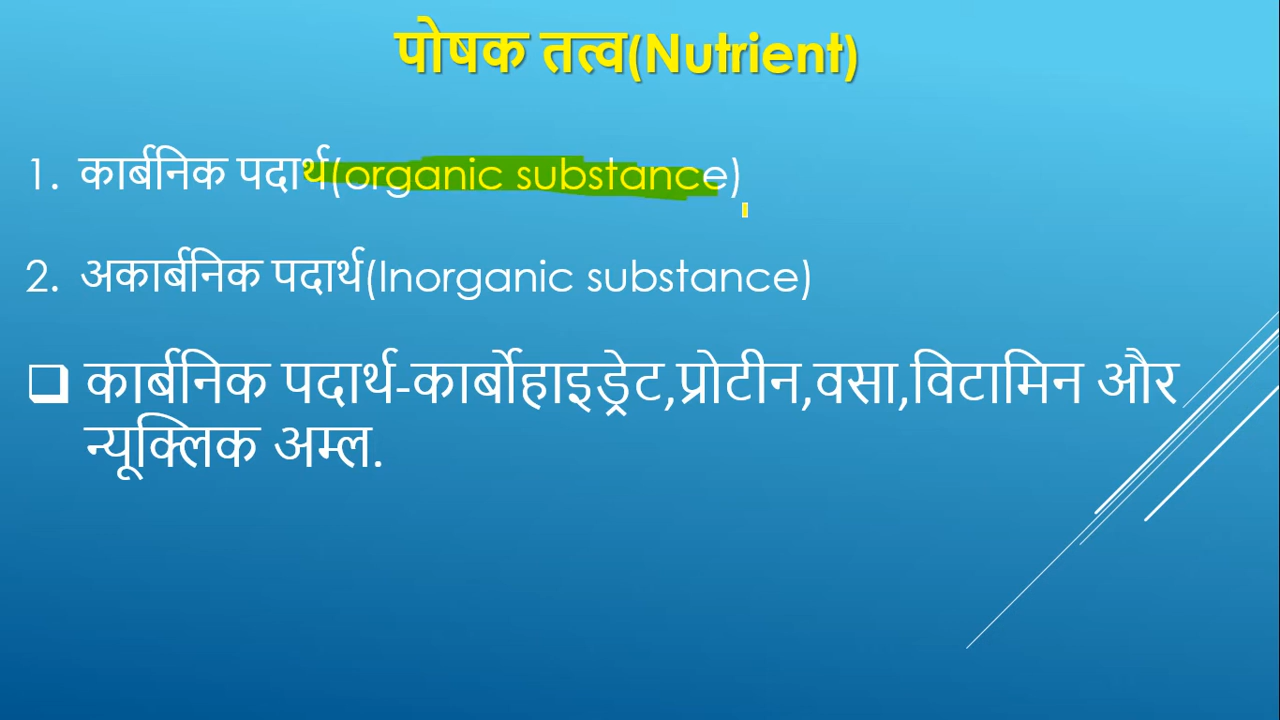 पोषक तत्व(Nutrient)
1. कार्बनिक पदार्थ(organic substance)
2. अकार्बनिक पदार्थ(Inorganic substance)
❑ कार्बनिक पदार्थ-कार्बोहाइड्रेट,प्रोटीन,वसा,विटामिन और
न्यूक्लिक अम्ल.